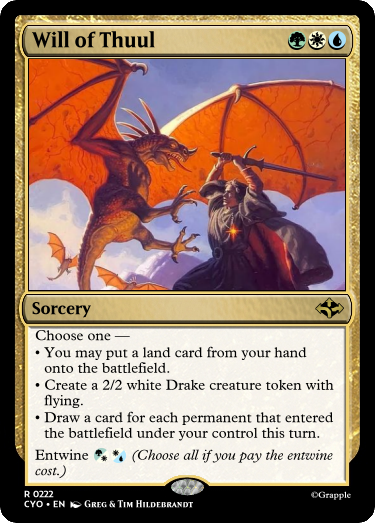 Will of Thuul
Sorcery
Choose one —
• You may put a land card from your hand
onto the battlefield.
• Create a 2/2 white Drake creature token with
flying.
• Draw a card for each permanent that entered
the battlefield under your control this turn.
Entwine (Choose all if you pay the entwine
cost.)
R 0222
CYO • EN Greg & Tim Hildebrandt
©Grapple